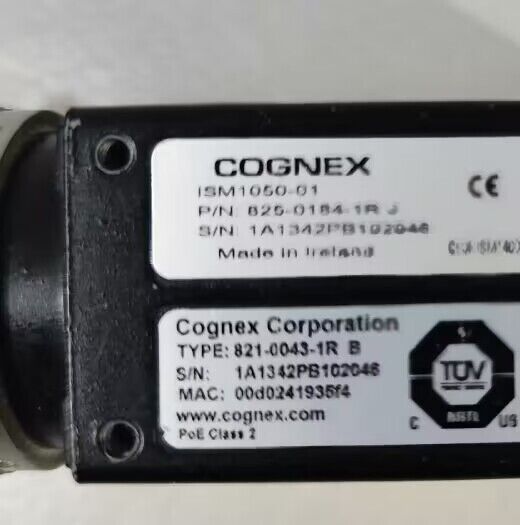 COGNEX
ISM1050-01
P/N: 825-0184-1R J
S/N: 1A1342PB102046
Made in Ireland
CE
Cognex Corporation
TYPE: 821-0043-1R B
S/N: 1A1342PB102046
MAC: 00d0241935f4
www.cognex.com
PoE Class 2
TÜV
C
US